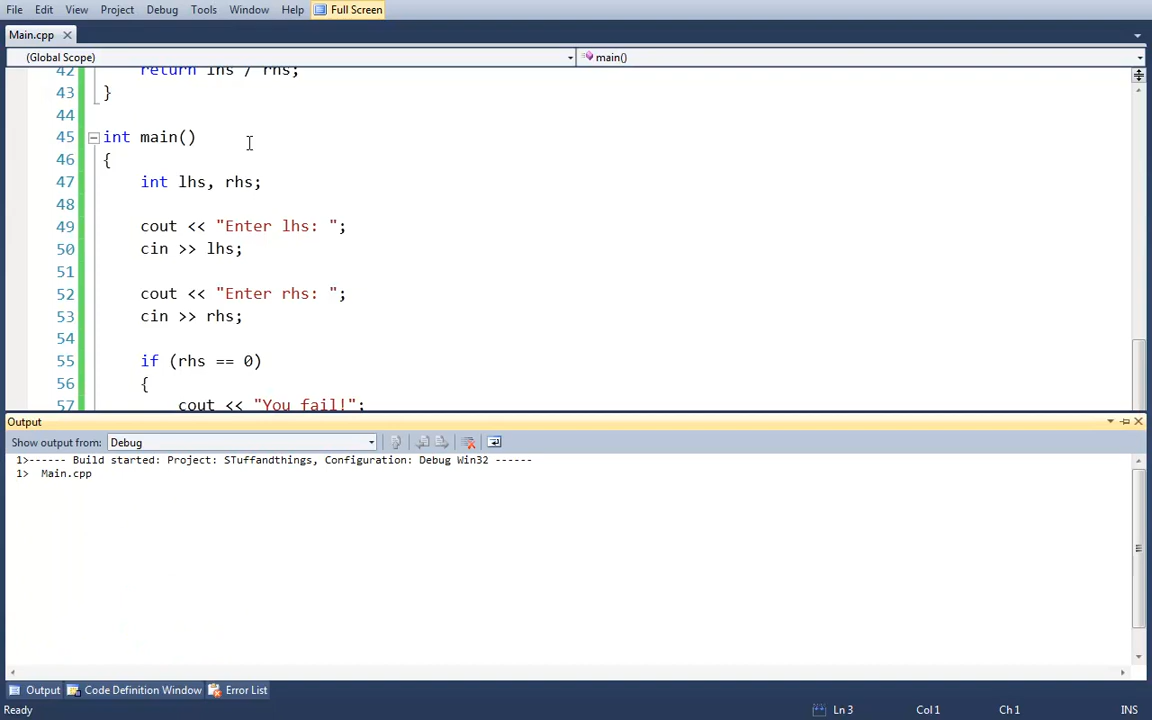 File Edit View Project Debug Tools Window Help Full Screen
Main.cpp
(Global Scope) main()
42 return lhs / rhs;
43 }
44
45 int main()
46 {
47 int lhs, rhs;
48
49 cout << "Enter lhs: ";
50 cin >> lhs;
51
52 cout << "Enter rhs: ";
53 cin >> rhs;
54
55 if (rhs == 0)
56 {
57 cout << "You fail!";
Output
Show output from: Debug
1>------ Build started: Project: STuffandthings, Configuration: Debug Win32 ------
1> Main.cpp
Output Code Definition Window Error List
Ready Ln 3 Col 1 Ch 1 INS